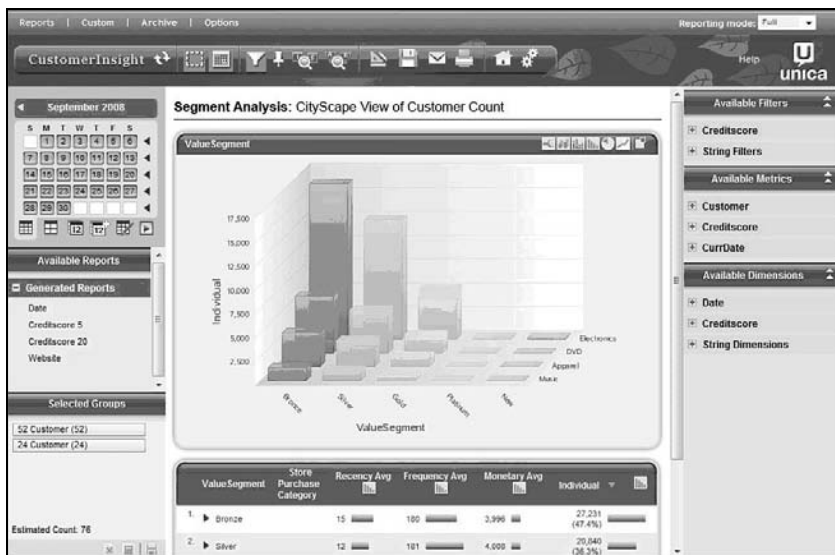 Reports | Custom | Archive | Options
Reporting mode: Full
CustomerInsight
Help
unica
September 2008
S M T W T F S
1 2 3 4 5 6
7 8 9 10 11 12 13
14 15 16 17 18 19 20
21 22 23 24 25 26 27
28 29 30
12 12
Available Reports
Generated Reports
Date
Creditscore 5
Creditscore 20
Website
Selected Groups
52 Customer (52)
24 Customer (24)
Estimated Count: 76
Segment Analysis: CityScape View of Customer Count
ValueSegment
17,500
15,000
12,500
10,000
7,500
5,000
2,500
Individual
Electronics
DVD
Apparel
Music
Bronze
Silver
Gold
Platinum
New
ValueSegment
ValueSegment Store Purchase Category Recency Avg Frequency Avg Monetary Avg Individual
1. Bronze 15 180 3,996 27,231 (47.4%)
2. Silver 12 181 4,008 20,840 (36.3%)
Available Filters
Creditscore
String Filters
Available Metrics
Customer
Creditscore
CurrDate
Available Dimensions
Date
Creditscore
String Dimensions